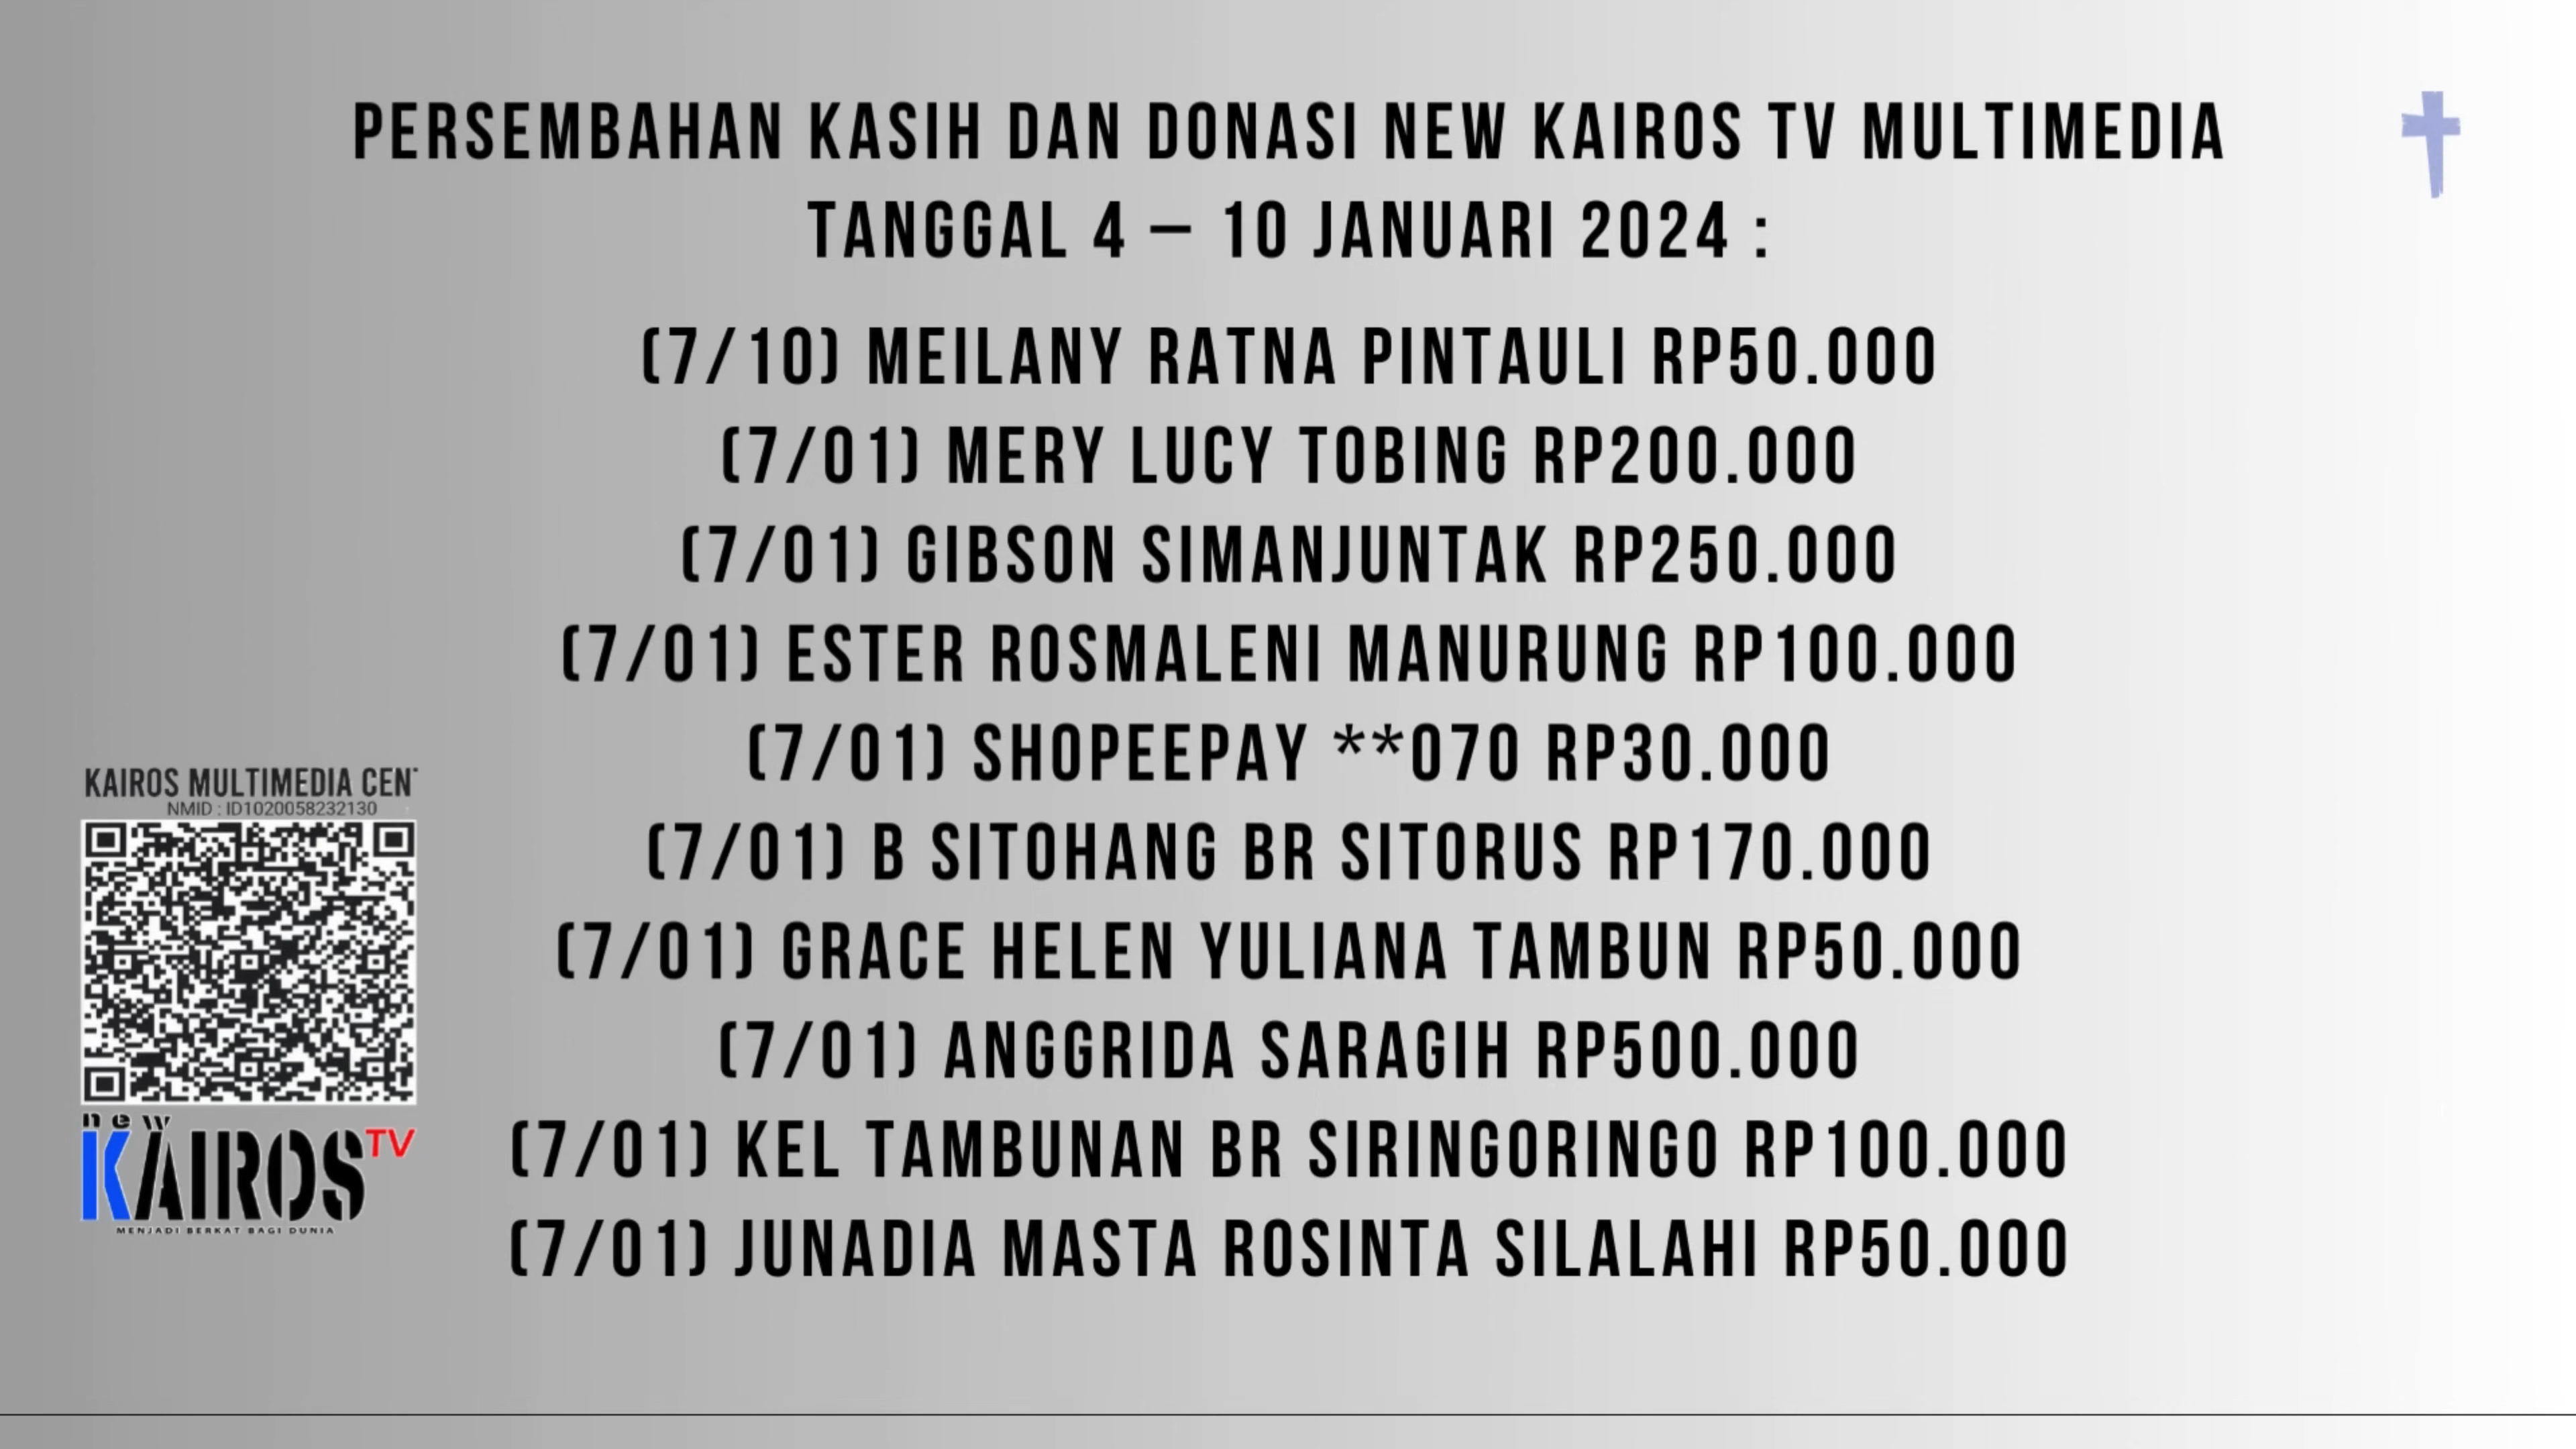 PERSEMBAHAN KASIH DAN DONASI NEW KAIROS TV MULTIMEDIA
TANGGAL 4 – 10 JANUARI 2024 :
(7/10) MEILANY RATNA PINTAULI RP50.000
(7/01) MERY LUCY TOBING RP200.000
(7/01) GIBSON SIMANJUNTAK RP250.000
(7/01) ESTER ROSMALENI MANURUNG RP100.000
(7/01) SHOPEEPAY **070 RP30.000
(7/01) B SITOHANG BR SITORUS RP170.000
(7/01) GRACE HELEN YULIANA TAMBUN RP50.000
(7/01) ANGGRIDA SARAGIH RP500.000
(7/01) KEL TAMBUNAN BR SIRINGORINGO RP100.000
(7/01) JUNADIA MASTA ROSINTA SILALAHI RP50.000
KAIROS MULTIMEDIA CEN
NMID : ID1020058232130
new
KAIROS TV
MENJADI BERKAT BAGI DUNIA